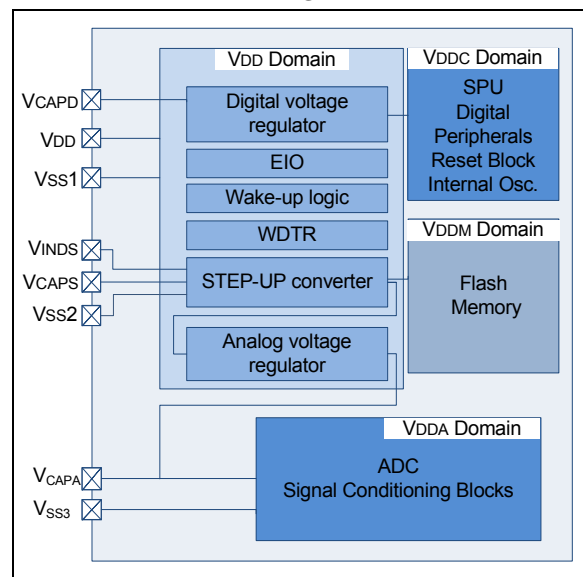 VDD Domain
VDDC Domain
VCAPD
Digital voltage
regulator
SPU
Digital
Peripherals
Reset Block
Internal Osc.
VDD
VSS1
EIO
Wake-up logic
WDTR
VINDS
VCAPS
VSS2
STEP-UP converter
VDDM Domain
Flash
Memory
Analog voltage
regulator
VDDA Domain
VCAPA
VSS3
ADC
Signal Conditioning Blocks